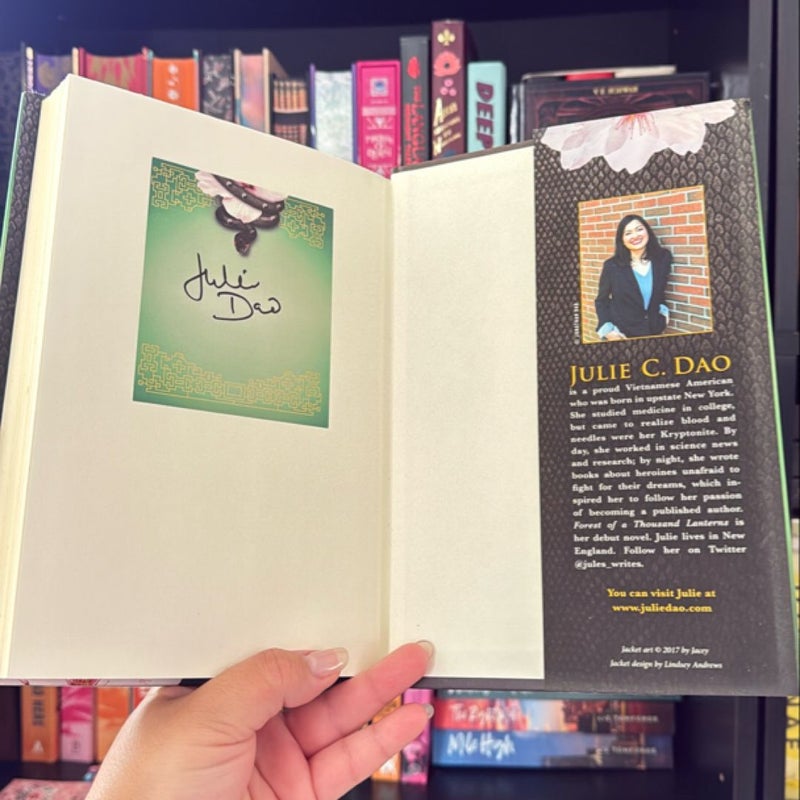 DEEP
Julie
Dao
JULIE C. DAO
is a proud Vietnamese American
who was born in upstate New York.
She studied medicine in college,
but came to realize blood and
needles were her Kryptonite. By
day, she worked in science news
and research; by night, she wrote
books about heroines unafraid to
fight for their dreams, which in-
spired her to follow her passion
of becoming a published author.
Forest of a Thousand Lanterns is
her debut novel. Julie lives in New
England. Follow her on Twitter
@jules_writes.
You can visit Julie at
www.juliedao.com
Jacket art © 2017 by Jacey
Jacket design by Lindsey Andrews
Mile High